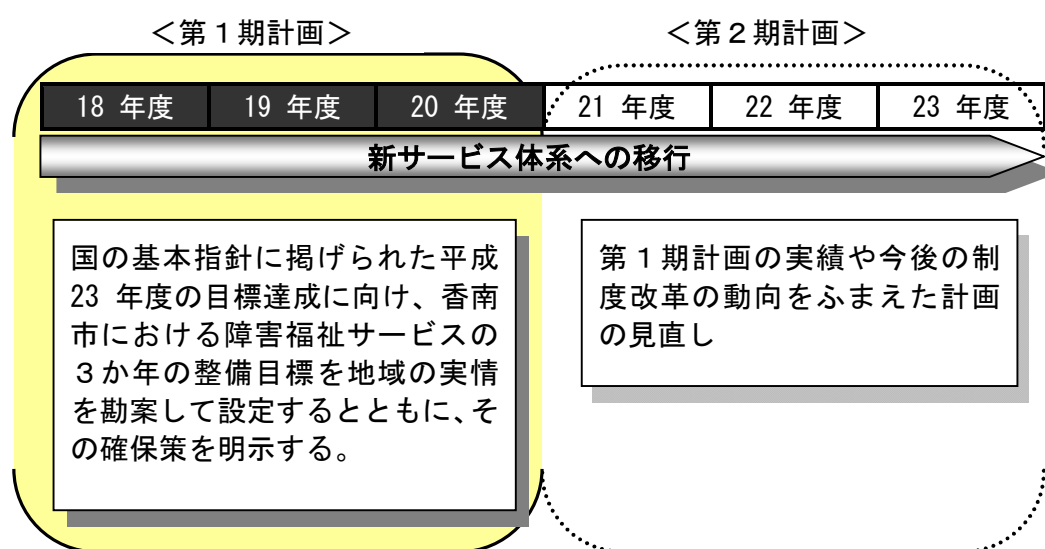 ＜第１期計画＞
＜第２期計画＞
18 年度
19 年度
20 年度
21 年度
22 年度
23 年度
新サービス体系への移行
国の基本指針に掲げられた平成
23 年度の目標達成に向け、香南
市における障害福祉サービスの
３か年の整備目標を地域の実情
を勘案して設定するとともに、そ
の確保策を明示する。
第１期計画の実績や今後の制
度改革の動向をふまえた計画
の見直し